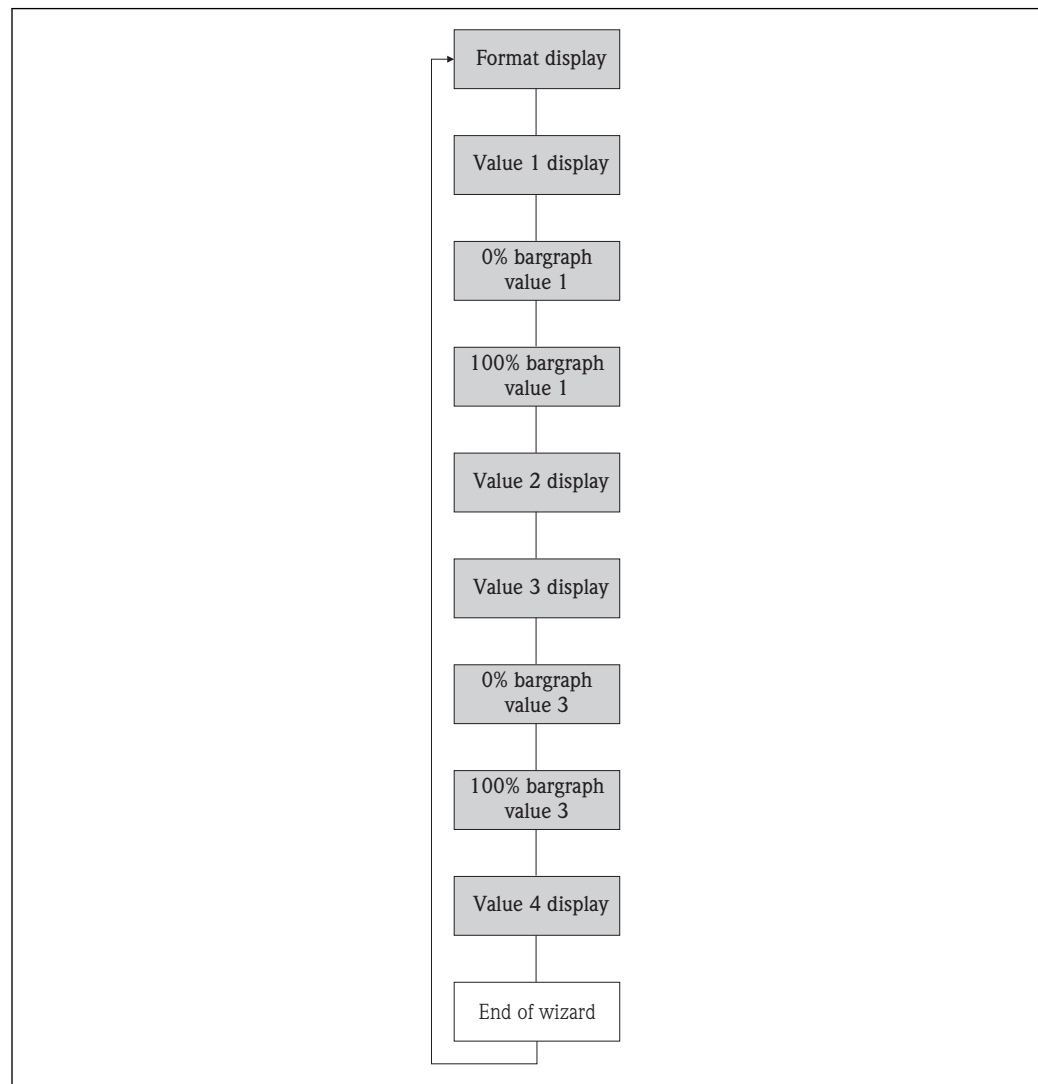 Format display
Value 1 display
0% bargraph
value 1
100% bargraph
value 1
Value 2 display
Value 3 display
0% bargraph
value 3
100% bargraph
value 3
Value 4 display
End of wizard